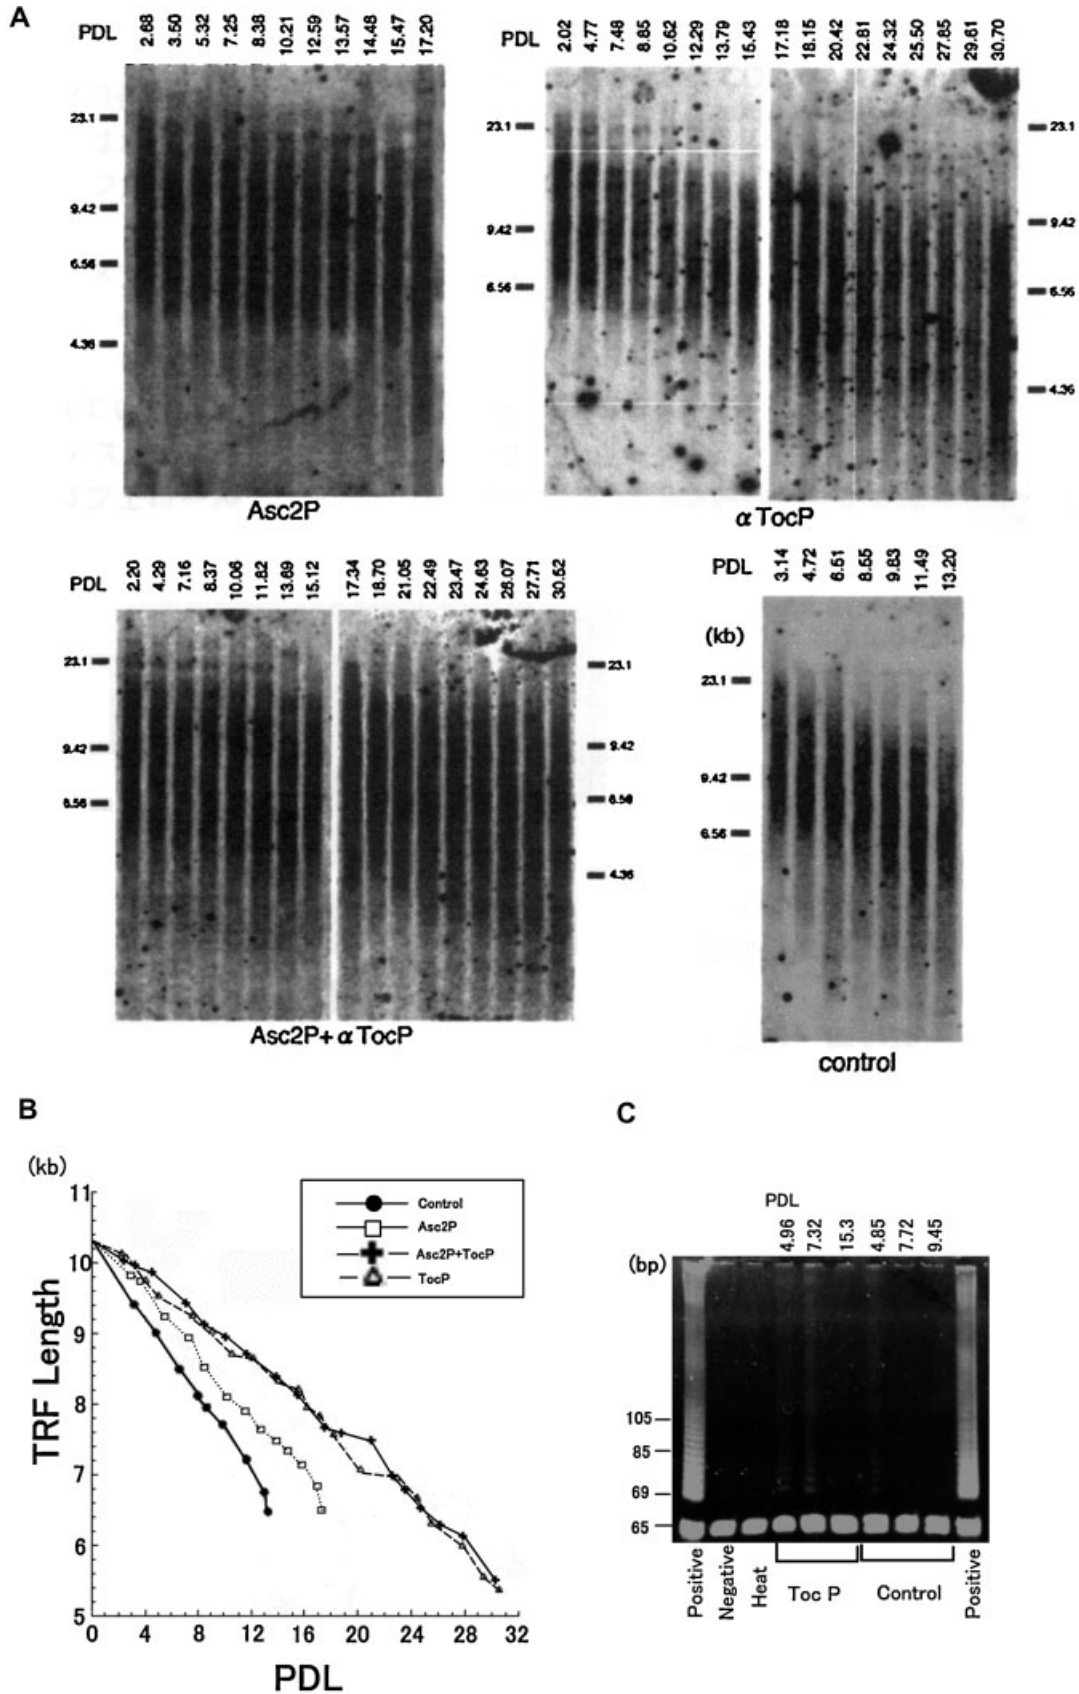 A
PDL 2.68 3.50 5.32 7.25 8.38 10.21 12.59 13.57 14.48 15.47 17.20
23.1
9.42
6.56
4.36
Asc2P
PDL 2.02 4.77 7.48 8.85 10.62 12.29 13.79 15.43 17.18 18.15 20.42 22.81 24.32 25.50 27.85 29.61 30.70
23.1 23.1
9.42 9.42
6.56 6.56
4.36
α TocP
PDL 2.20 4.29 7.16 8.37 10.06 11.82 13.69 15.12 17.34 18.70 21.05 22.49 23.47 24.63 26.07 27.71 30.52
23.1 23.1
9.42 9.42
6.56 6.56
4.36
Asc2P+ α TocP
PDL 3.14 4.72 6.51 8.55 9.83 11.49 13.20
(kb)
23.1
9.42
6.56
control
B
(kb)
11
10
9
8
7
6
5
TRF Length
Control
Asc2P
Asc2P+TocP
TocP
0 4 8 12 16 20 24 28 32
PDL
C
PDL
4.96 7.32 15.3 4.85 7.72 9.45
(bp)
105
85
69
65
Positive Negative Heat Toc P Control Positive